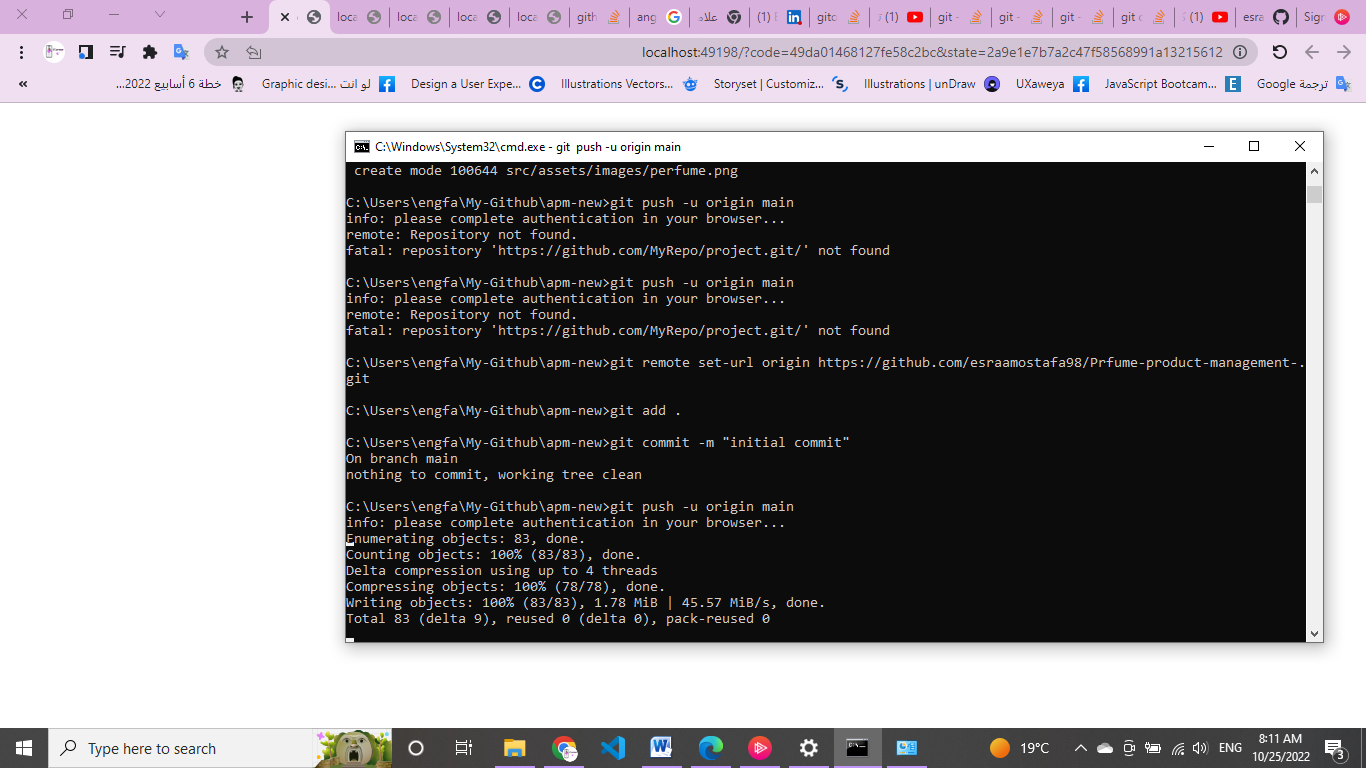 loca
loca
loca
loca
gith
ang
علاه
(1) E
gitc
(1)
git -
git -
git -
git c
(1)
esra
Sign
localhost:49198/?code=49da01468127fe58c2bc&state=2a9e1e7b7a2c47f58568991a13215612
«
خطة 6 أسابيع 2022...
Graphic desi... لو انت
Design a User Expe...
Illustrations Vectors...
Storyset | Customiz...
Illustrations | unDraw
UXaweya
JavaScript Bootcam...
ترجمة Google
C:\Windows\System32\cmd.exe - git push -u origin main
create mode 100644 src/assets/images/perfume.png
C:\Users\engfa\My-Github\apm-new>git push -u origin main
info: please complete authentication in your browser...
remote: Repository not found.
fatal: repository 'https://github.com/MyRepo/project.git/' not found
C:\Users\engfa\My-Github\apm-new>git push -u origin main
info: please complete authentication in your browser...
remote: Repository not found.
fatal: repository 'https://github.com/MyRepo/project.git/' not found
C:\Users\engfa\My-Github\apm-new>git remote set-url origin https://github.com/esraamostafa98/Prfume-product-management-.
git
C:\Users\engfa\My-Github\apm-new>git add .
C:\Users\engfa\My-Github\apm-new>git commit -m "initial commit"
On branch main
nothing to commit, working tree clean
C:\Users\engfa\My-Github\apm-new>git push -u origin main
info: please complete authentication in your browser...
Enumerating objects: 83, done.
Counting objects: 100% (83/83), done.
Delta compression using up to 4 threads
Compressing objects: 100% (78/78), done.
Writing objects: 100% (83/83), 1.78 MiB | 45.57 MiB/s, done.
Total 83 (delta 9), reused 0 (delta 0), pack-reused 0
Type here to search
19°C
ENG
8:11 AM
10/25/2022
3